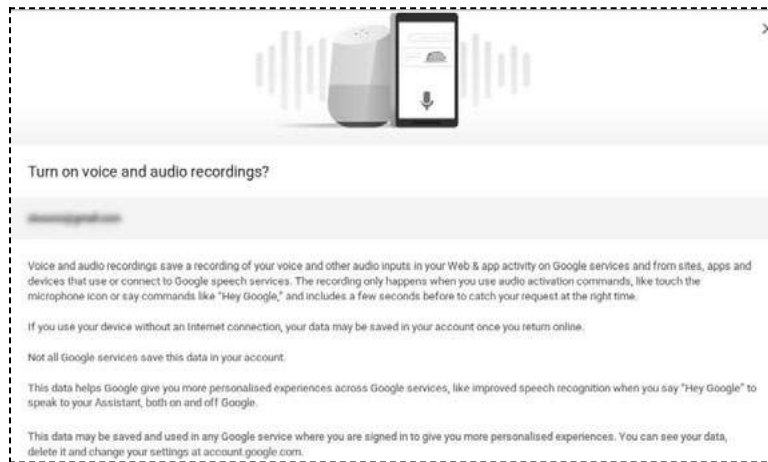 Turn on voice and audio recordings?
Voice and audio recordings save a recording of your voice and other audio inputs in your Web & app activity on Google services and from sites, apps and
devices that use or connect to Google speech services. The recording only happens when you use audio activation commands, like touch the
microphone icon or say commands like "Hey Google," and includes a few seconds before to catch your request at the right time.
If you use your device without an Internet connection, your data may be saved in your account once you return online.
Not all Google services save this data in your account.
This data helps Google give you more personalised experiences across Google services, like improved speech recognition when you say "Hey Google" to
speak to your Assistant, both on and off Google.
This data may be saved and used in any Google service where you are signed in to give you more personalised experiences. You can see your data,
delete it and change your settings at account.google.com.